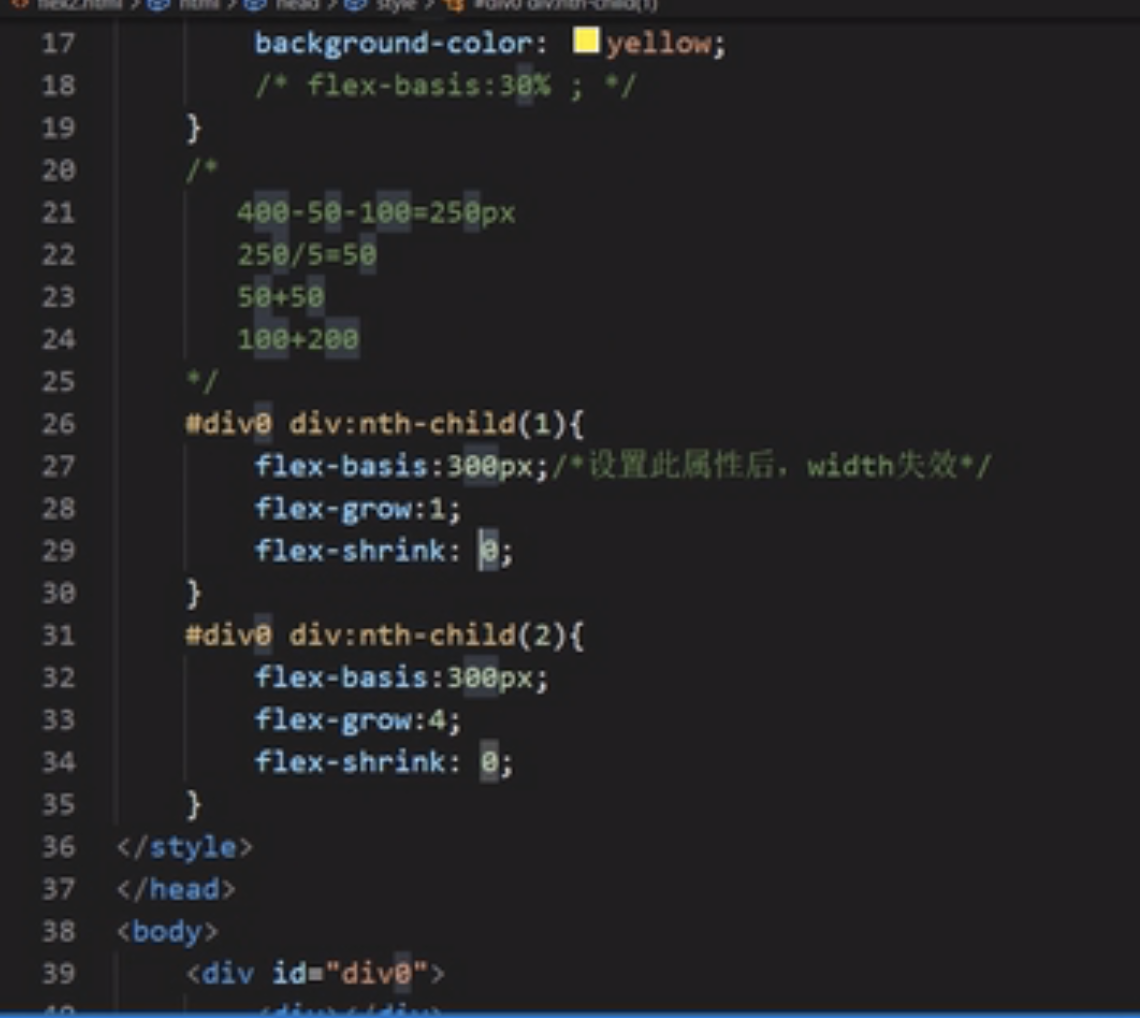 flex2.html > html > head > style > #div0 div:nth-child(1)
17 background-color: yellow;
18 /* flex-basis:30% ; */
19 }
20 /*
21 400-50-100=250px
22 250/5=50
23 50+50
24 100+200
25 */
26 #div0 div:nth-child(1){
27 flex-basis:300px;/*设置此属性后，width失效*/
28 flex-grow:1;
29 flex-shrink: 0;
30 }
31 #div0 div:nth-child(2){
32 flex-basis:300px;
33 flex-grow:4;
34 flex-shrink: 0;
35 }
36 </style>
37 </head>
38 <body>
39 <div id="div0">
40 <div></div>